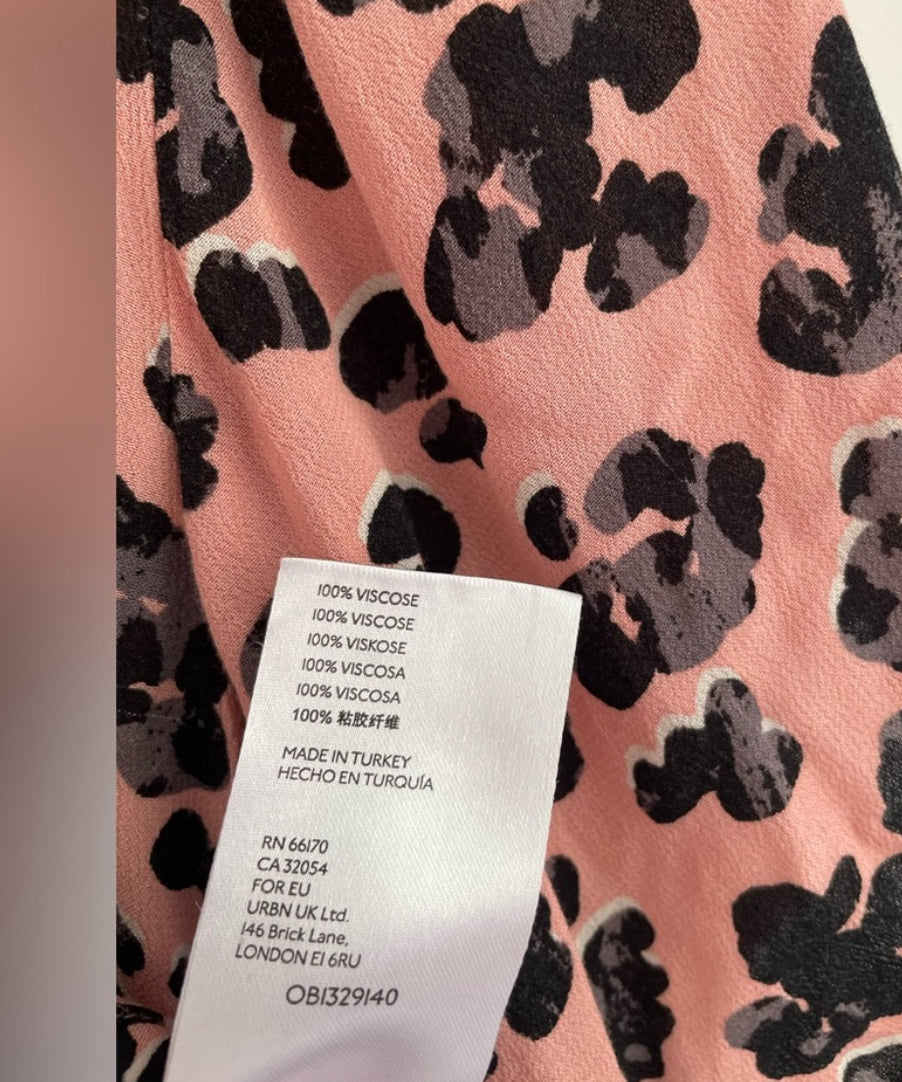 100% VISCOSE
100% VISCOSE
100% VISKOSE
100% VISCOSA
100% VISCOSA
100% 粘胶纤维
MADE IN TURKEY
HECHO EN TURQUÍA
RN 66170
CA 32054
FOR EU
URBN UK Ltd.
146 Brick Lane,
LONDON E1 6RU
OB1329140